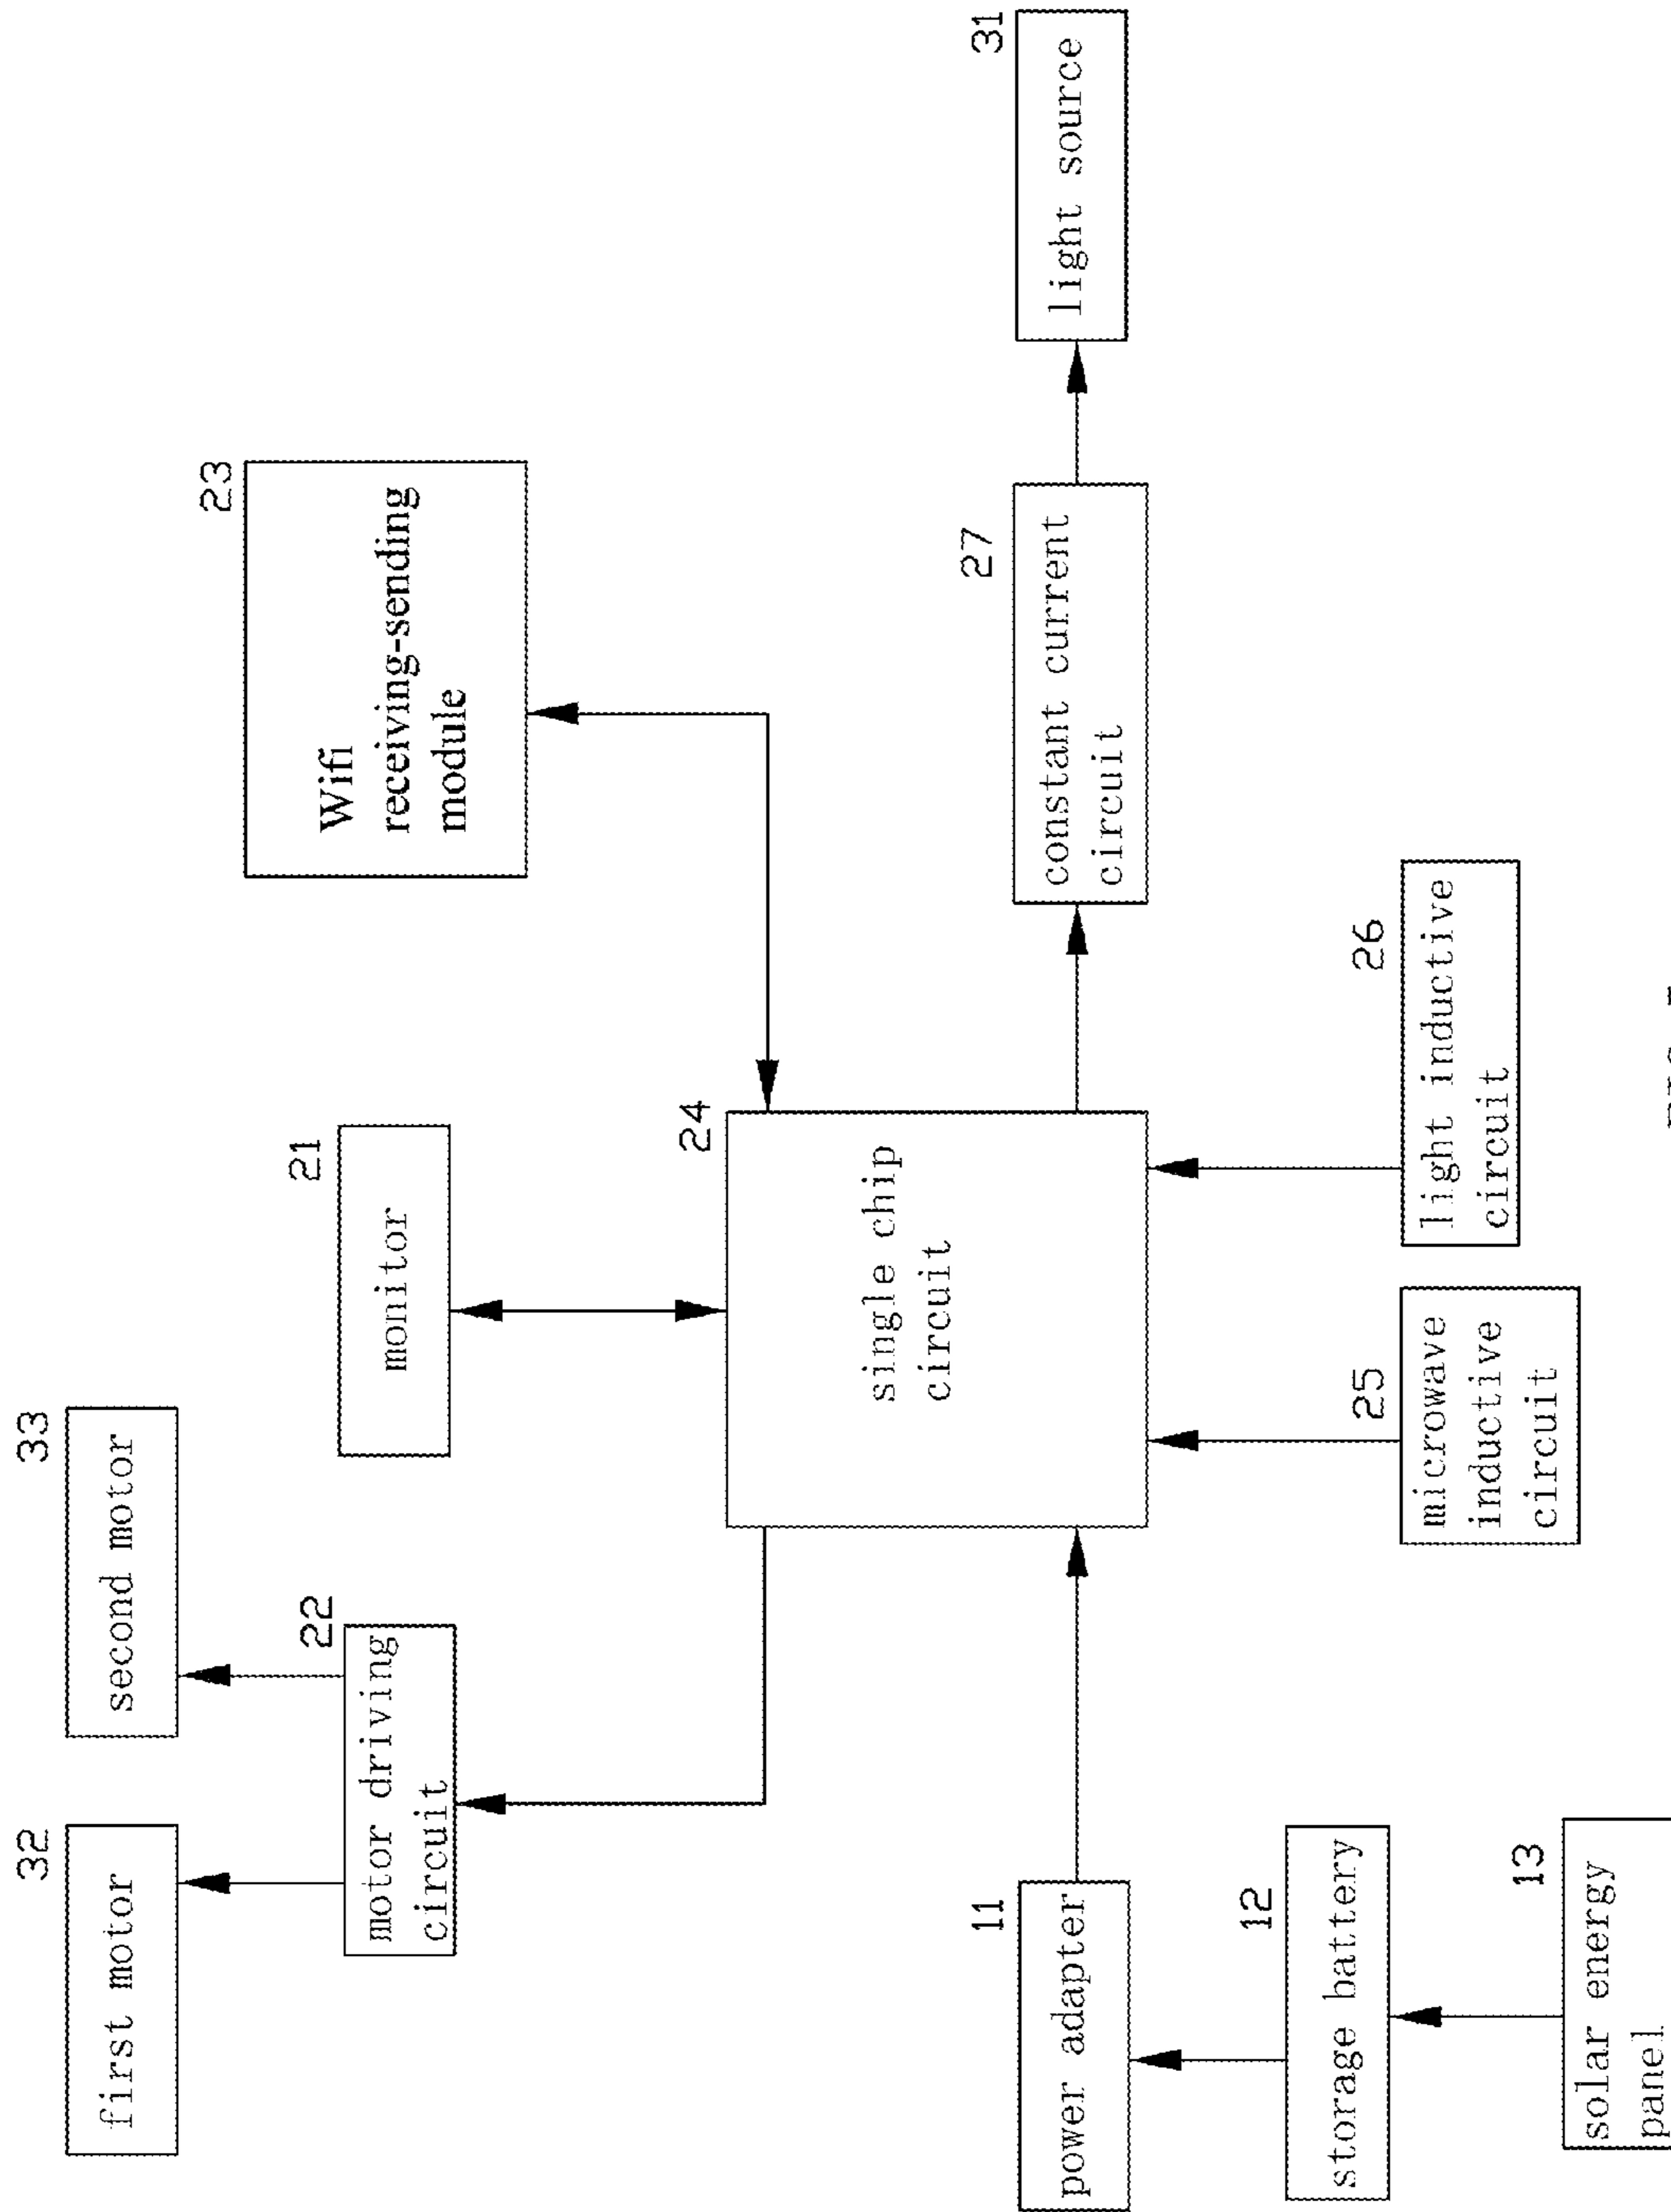 32
first motor
33
second motor
22
motor driving
circuit
21
monitor
23
Wifi
receiving-sending
module
24
single chip
circuit
11
power adapter
27
constant current
circuit
31
light source
12
storage battery
13
solar energy
panel
25
microwave
inductive
circuit
26
light inductive
circuit